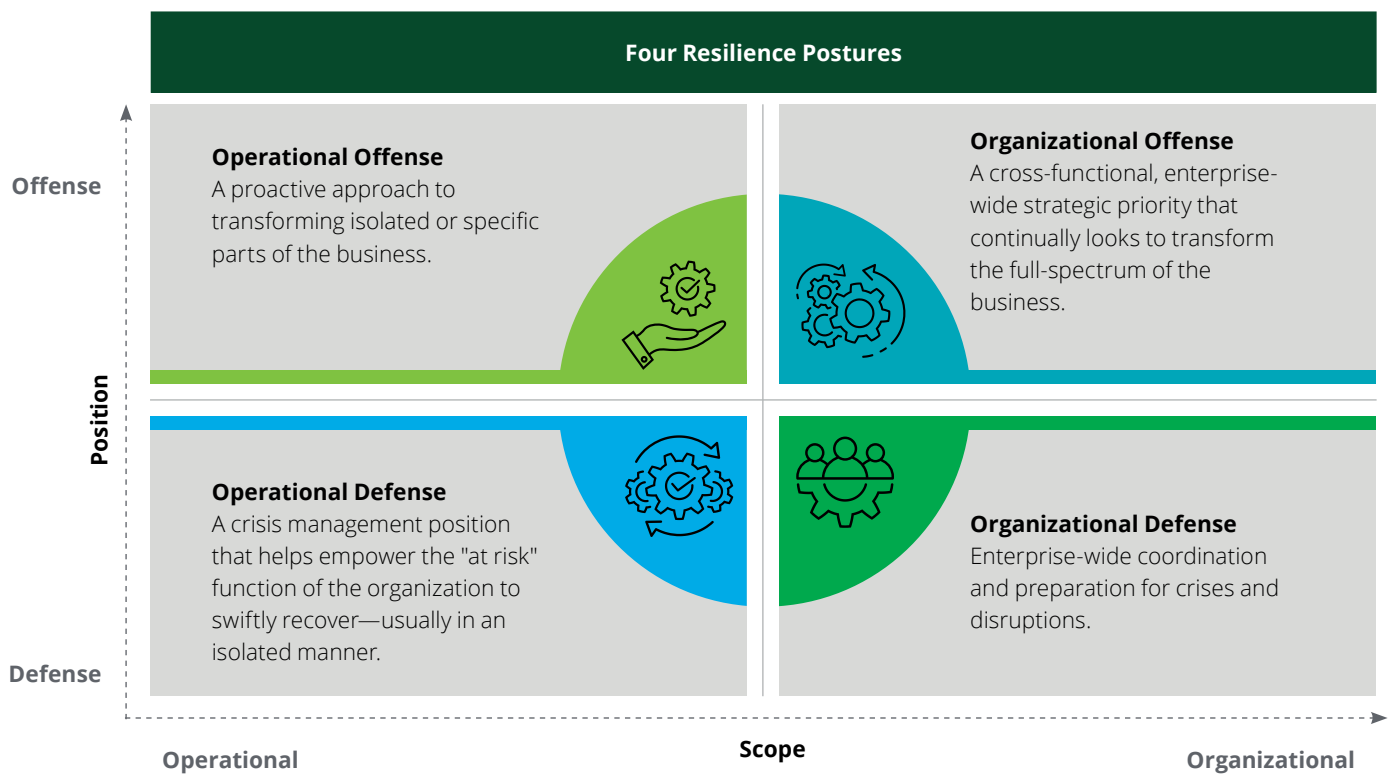 Four Resilience Postures
Offense
Operational Offense
A proactive approach to
transforming isolated or specific
parts of the business.
Organizational Offense
A cross-functional, enterprise-
wide strategic priority that
continually looks to transform
the full-spectrum of the
business.
Position
Operational Defense
A crisis management position
that helps empower the "at risk"
function of the organization to
swiftly recover—usually in an
isolated manner.
Organizational Defense
Enterprise-wide coordination
and preparation for crises and
disruptions.
Defense
Operational
Scope
Organizational